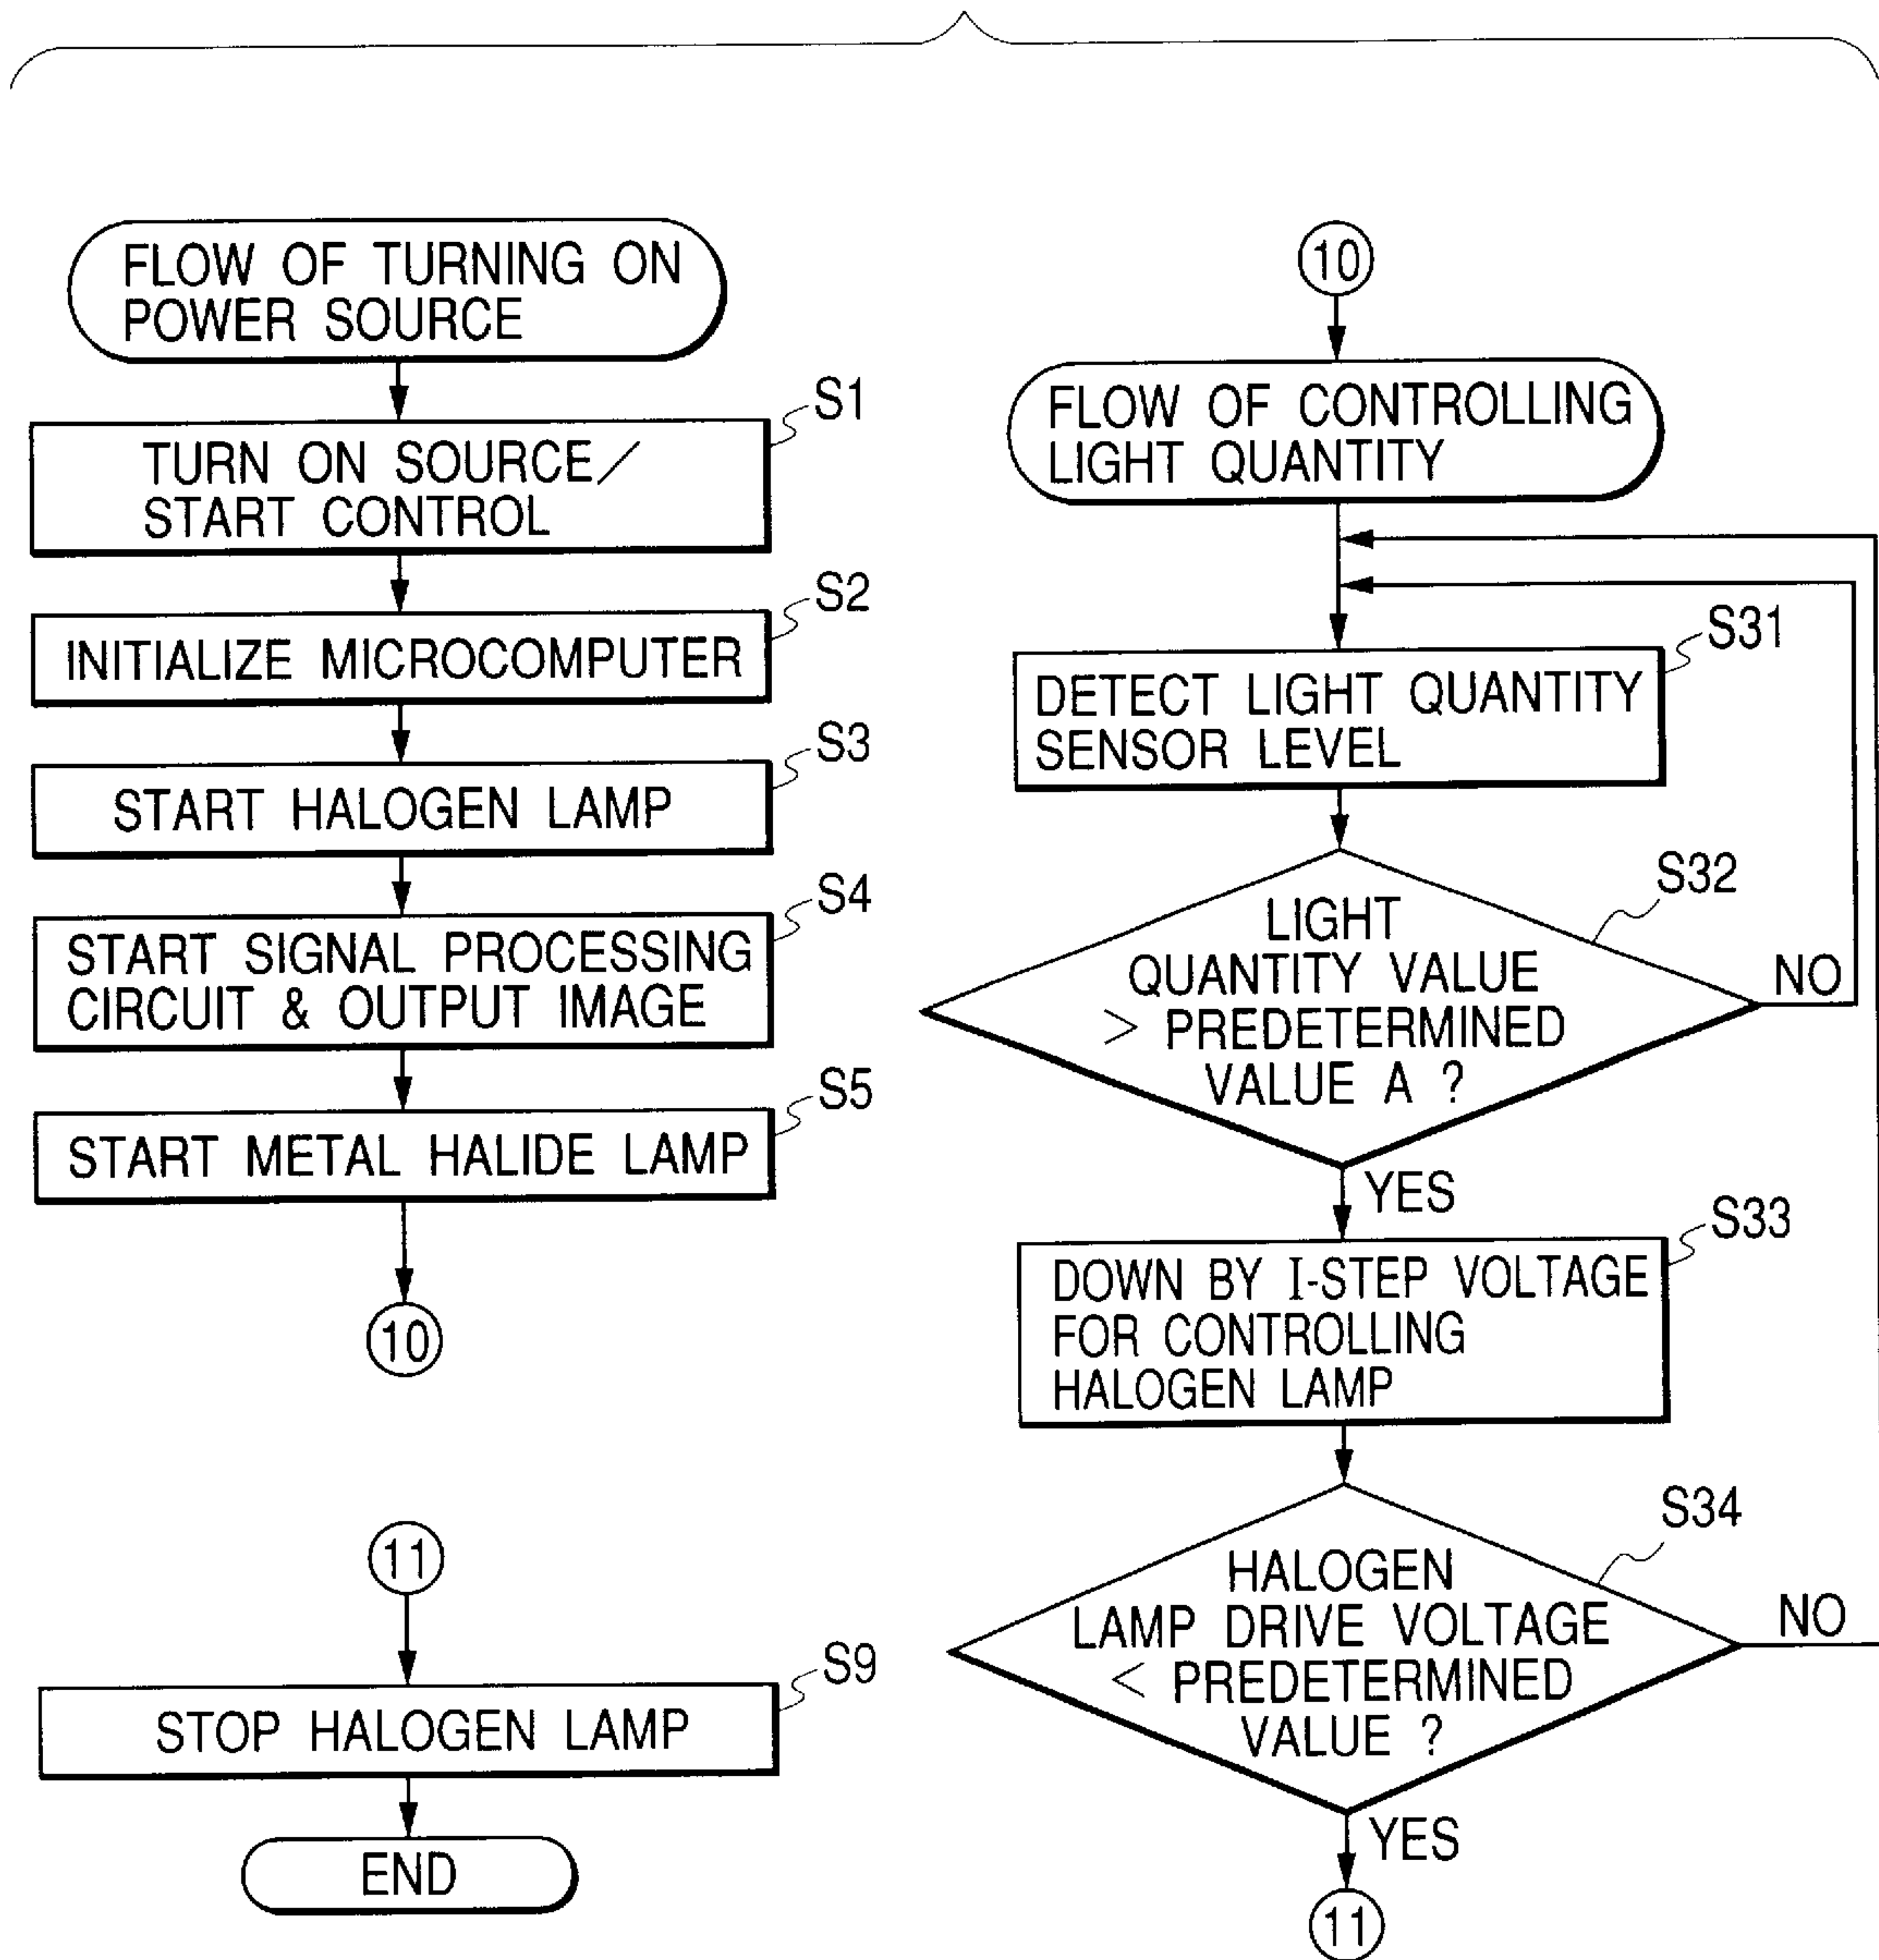 FLOW OF TURNING ON
POWER SOURCE
S1
TURN ON SOURCE/
START CONTROL
S2
INITIALIZE MICROCOMPUTER
S3
START HALOGEN LAMP
S4
START SIGNAL PROCESSING
CIRCUIT & OUTPUT IMAGE
S5
START METAL HALIDE LAMP
10
11
S9
STOP HALOGEN LAMP
END
10
FLOW OF CONTROLLING
LIGHT QUANTITY
S31
DETECT LIGHT QUANTITY
SENSOR LEVEL
S32
LIGHT
QUANTITY VALUE
> PREDETERMINED
VALUE A ?
NO
YES
S33
DOWN BY I-STEP VOLTAGE
FOR CONTROLLING
HALOGEN LAMP
S34
HALOGEN
LAMP DRIVE VOLTAGE
< PREDETERMINED
VALUE ?
NO
YES
11